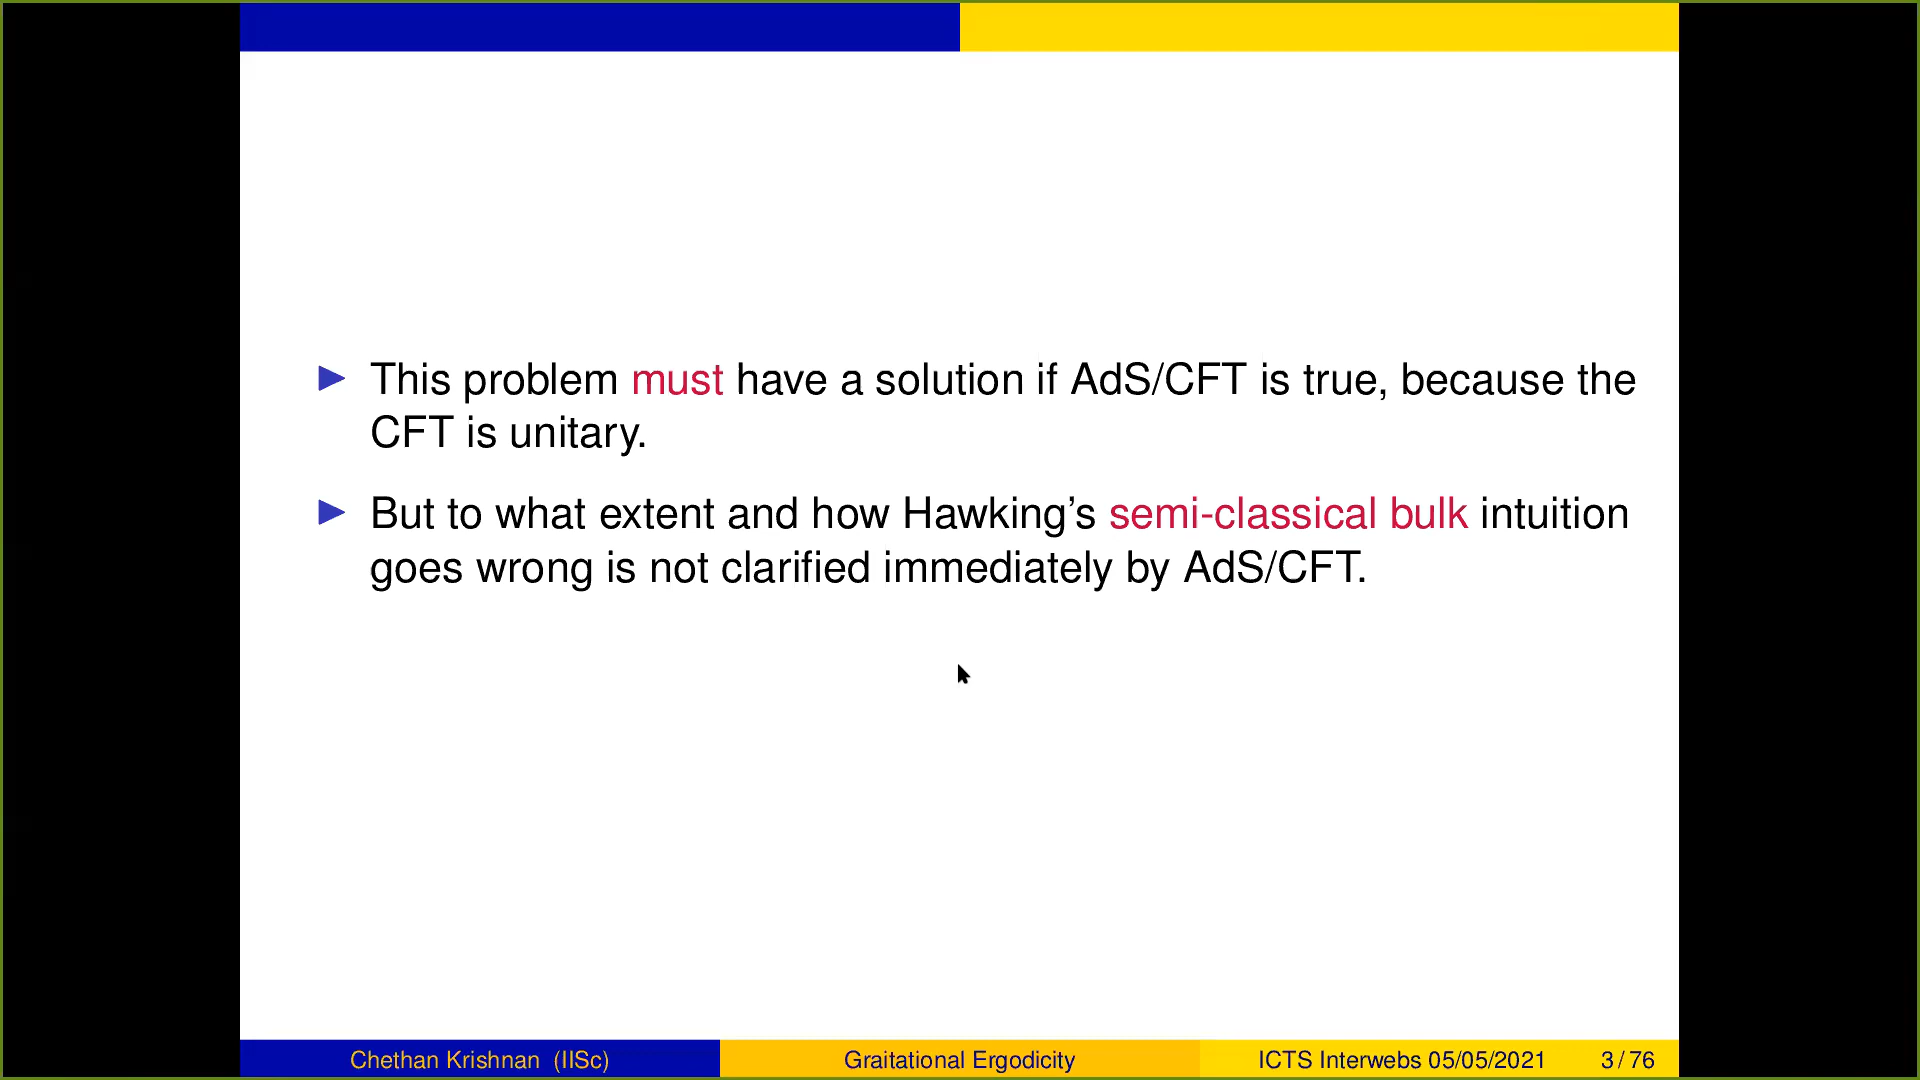 This problem must have a solution if AdS/CFT is true, because the
CFT is unitary.
But to what extent and how Hawking’s semi-classical bulk intuition
goes wrong is not clarified immediately by AdS/CFT.
Chethan Krishnan (IISc) Graitational Ergodicity ICTS Interwebs 05/05/2021 3 / 76